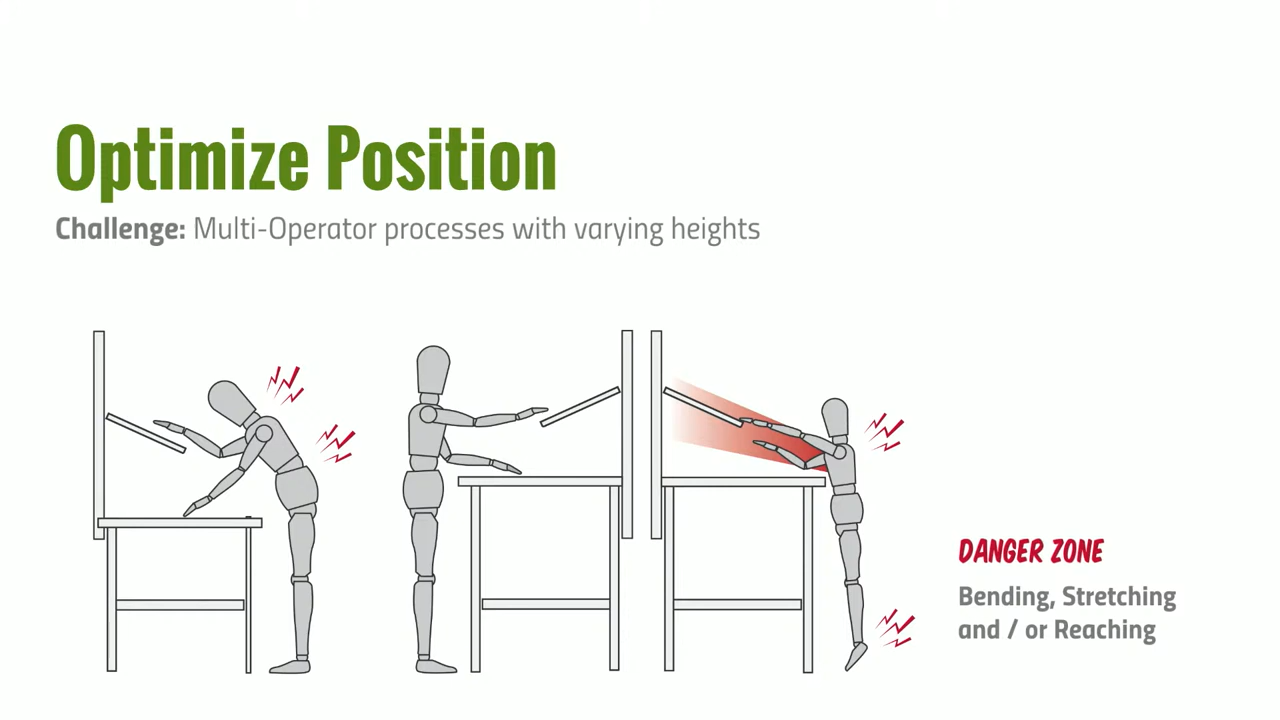 Optimize Position
Challenge: Multi-Operator processes with varying heights
DANGER ZONE
Bending, Stretching
and / or Reaching